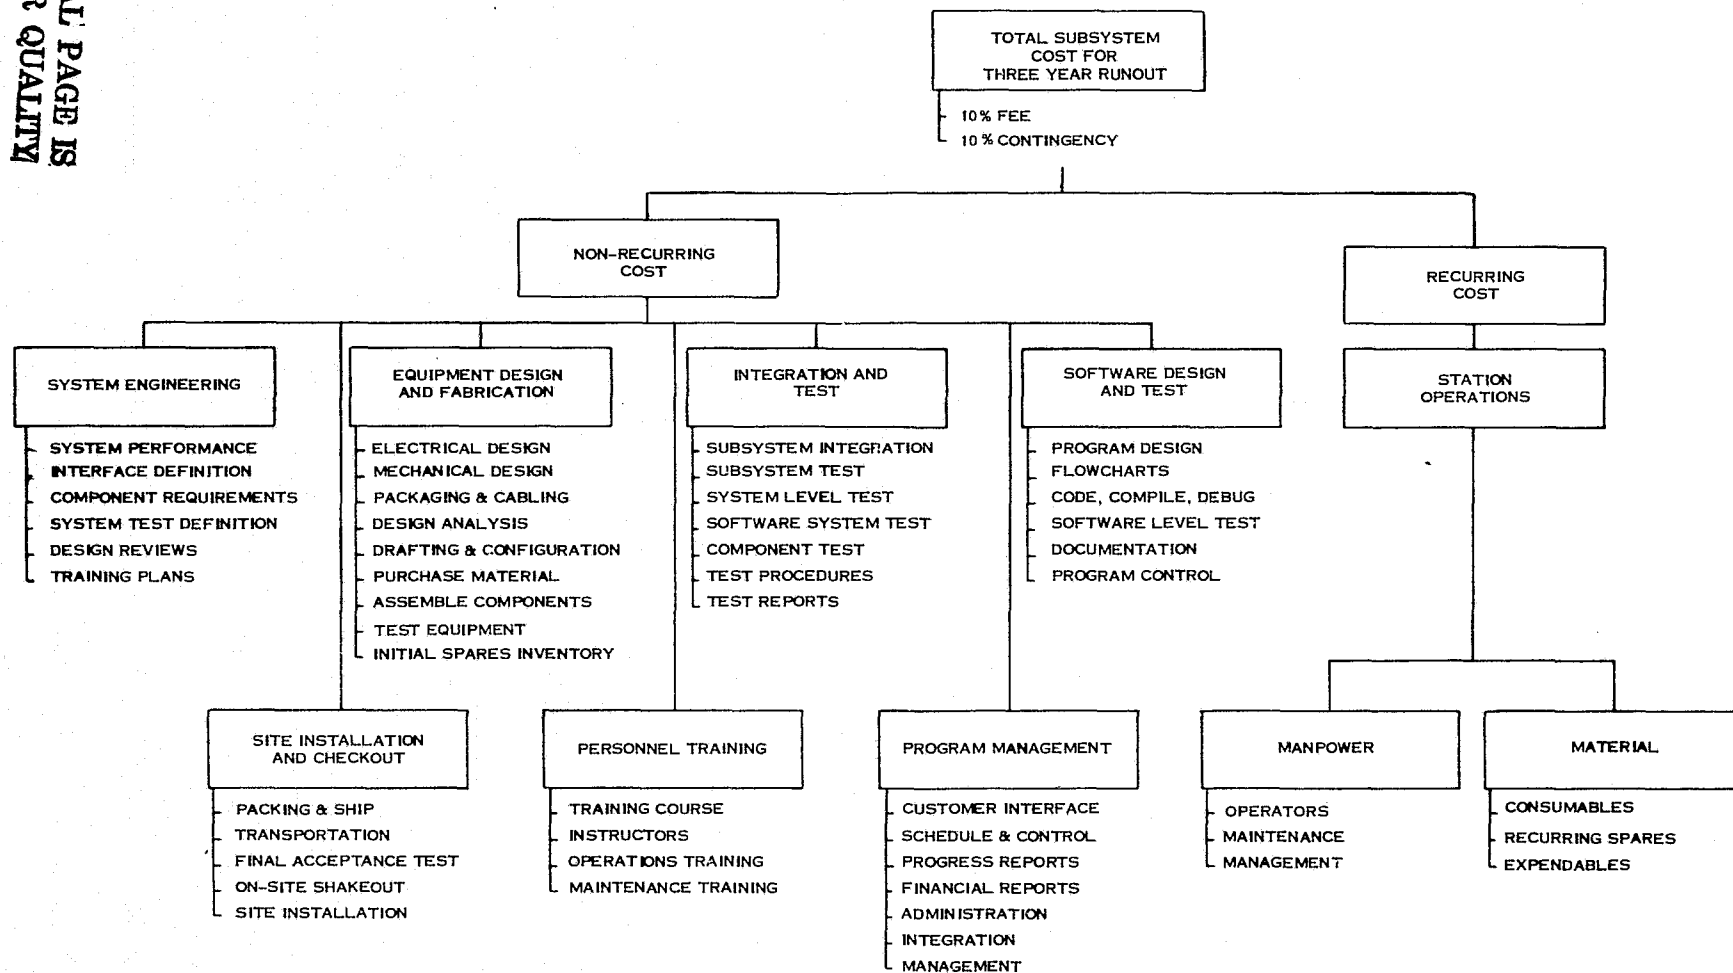 AL PAGE IS
R QUALITY
TOTAL SUBSYSTEM
COST FOR
THREE YEAR RUNOUT
10% FEE
10% CONTINGENCY
NON-RECURRING
COST
RECURRING
COST
SYSTEM ENGINEERING
SYSTEM PERFORMANCE
INTERFACE DEFINITION
COMPONENT REQUIREMENTS
SYSTEM TEST DEFINITION
DESIGN REVIEWS
TRAINING PLANS
EQUIPMENT DESIGN
AND FABRICATION
ELECTRICAL DESIGN
MECHANICAL DESIGN
PACKAGING & CABLING
DESIGN ANALYSIS
DRAFTING & CONFIGURATION
PURCHASE MATERIAL
ASSEMBLE COMPONENTS
TEST EQUIPMENT
INITIAL SPARES INVENTORY
INTEGRATION AND
TEST
SUBSYSTEM INTEGRATION
SUBSYSTEM TEST
SYSTEM LEVEL TEST
SOFTWARE SYSTEM TEST
COMPONENT TEST
TEST PROCEDURES
TEST REPORTS
SOFTWARE DESIGN
AND TEST
PROGRAM DESIGN
FLOWCHARTS
CODE, COMPILE, DEBUG
SOFTWARE LEVEL TEST
DOCUMENTATION
PROGRAM CONTROL
STATION
OPERATIONS
SITE INSTALLATION
AND CHECKOUT
PACKING & SHIP
TRANSPORTATION
FINAL ACCEPTANCE TEST
ON-SITE SHAKEOUT
SITE INSTALLATION
PERSONNEL TRAINING
TRAINING COURSE
INSTRUCTORS
OPERATIONS TRAINING
MAINTENANCE TRAINING
PROGRAM MANAGEMENT
CUSTOMER INTERFACE
SCHEDULE & CONTROL
PROGRESS REPORTS
FINANCIAL REPORTS
ADMINISTRATION
INTEGRATION
MANAGEMENT
MANPOWER
OPERATORS
MAINTENANCE
MANAGEMENT
MATERIAL
CONSUMABLES
RECURRING SPARES
EXPENDABLES